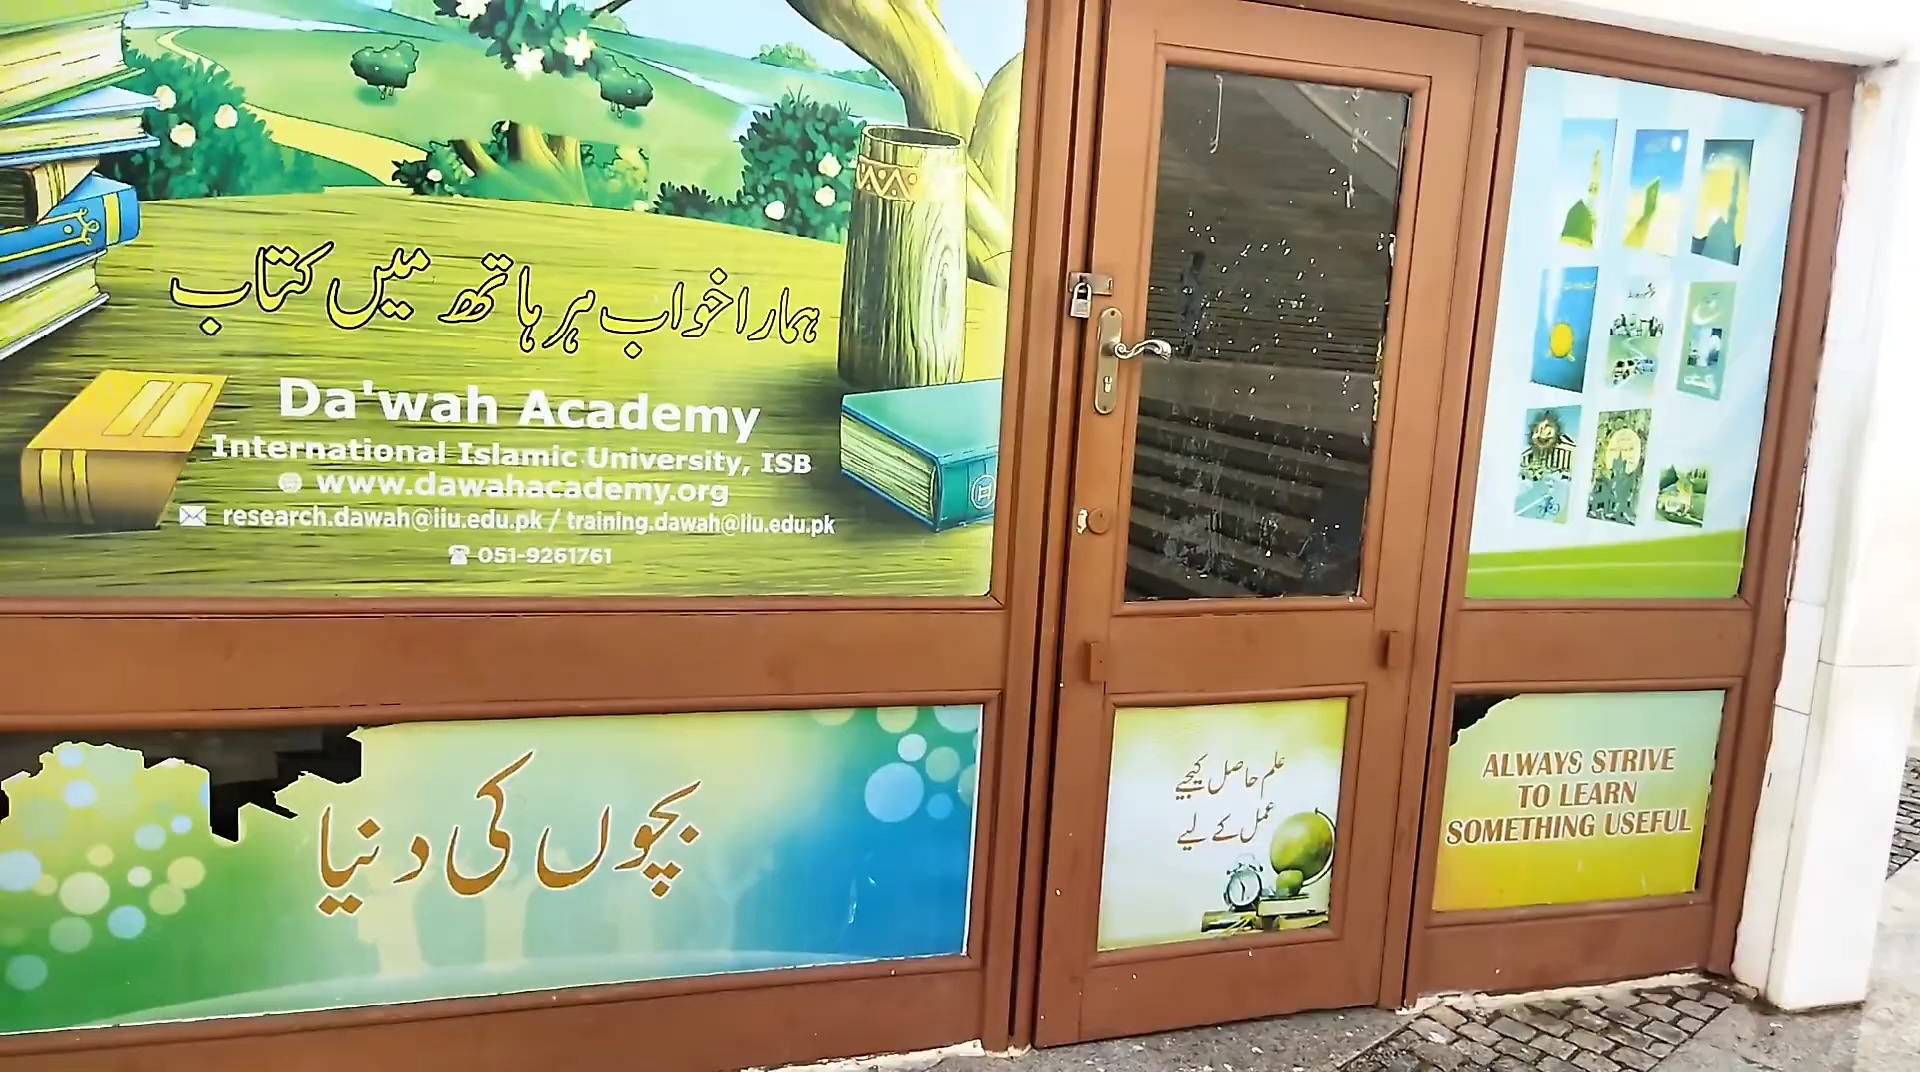 ہمارا خواب ہر ہاتھ میں کتاب
Da'wah Academy
International Islamic University, ISB
www.dawahacademy.org
research.dawah@iiu.edu.pk / training.dawah@iiu.edu.pk
051-9261761
بچوں کی دنیا
علم حاصل کیجیے
عمل کے لیے
ALWAYS STRIVE
TO LEARN
SOMETHING USEFUL